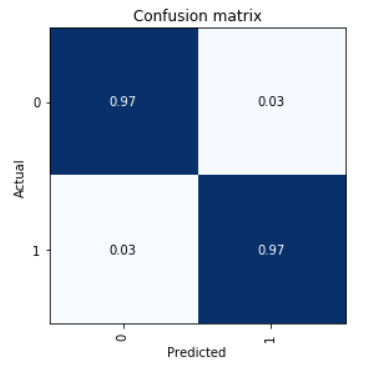 Confusion matrix
Actual
0
0.97
0.03
1
0.03
0.97
0
1
Predicted